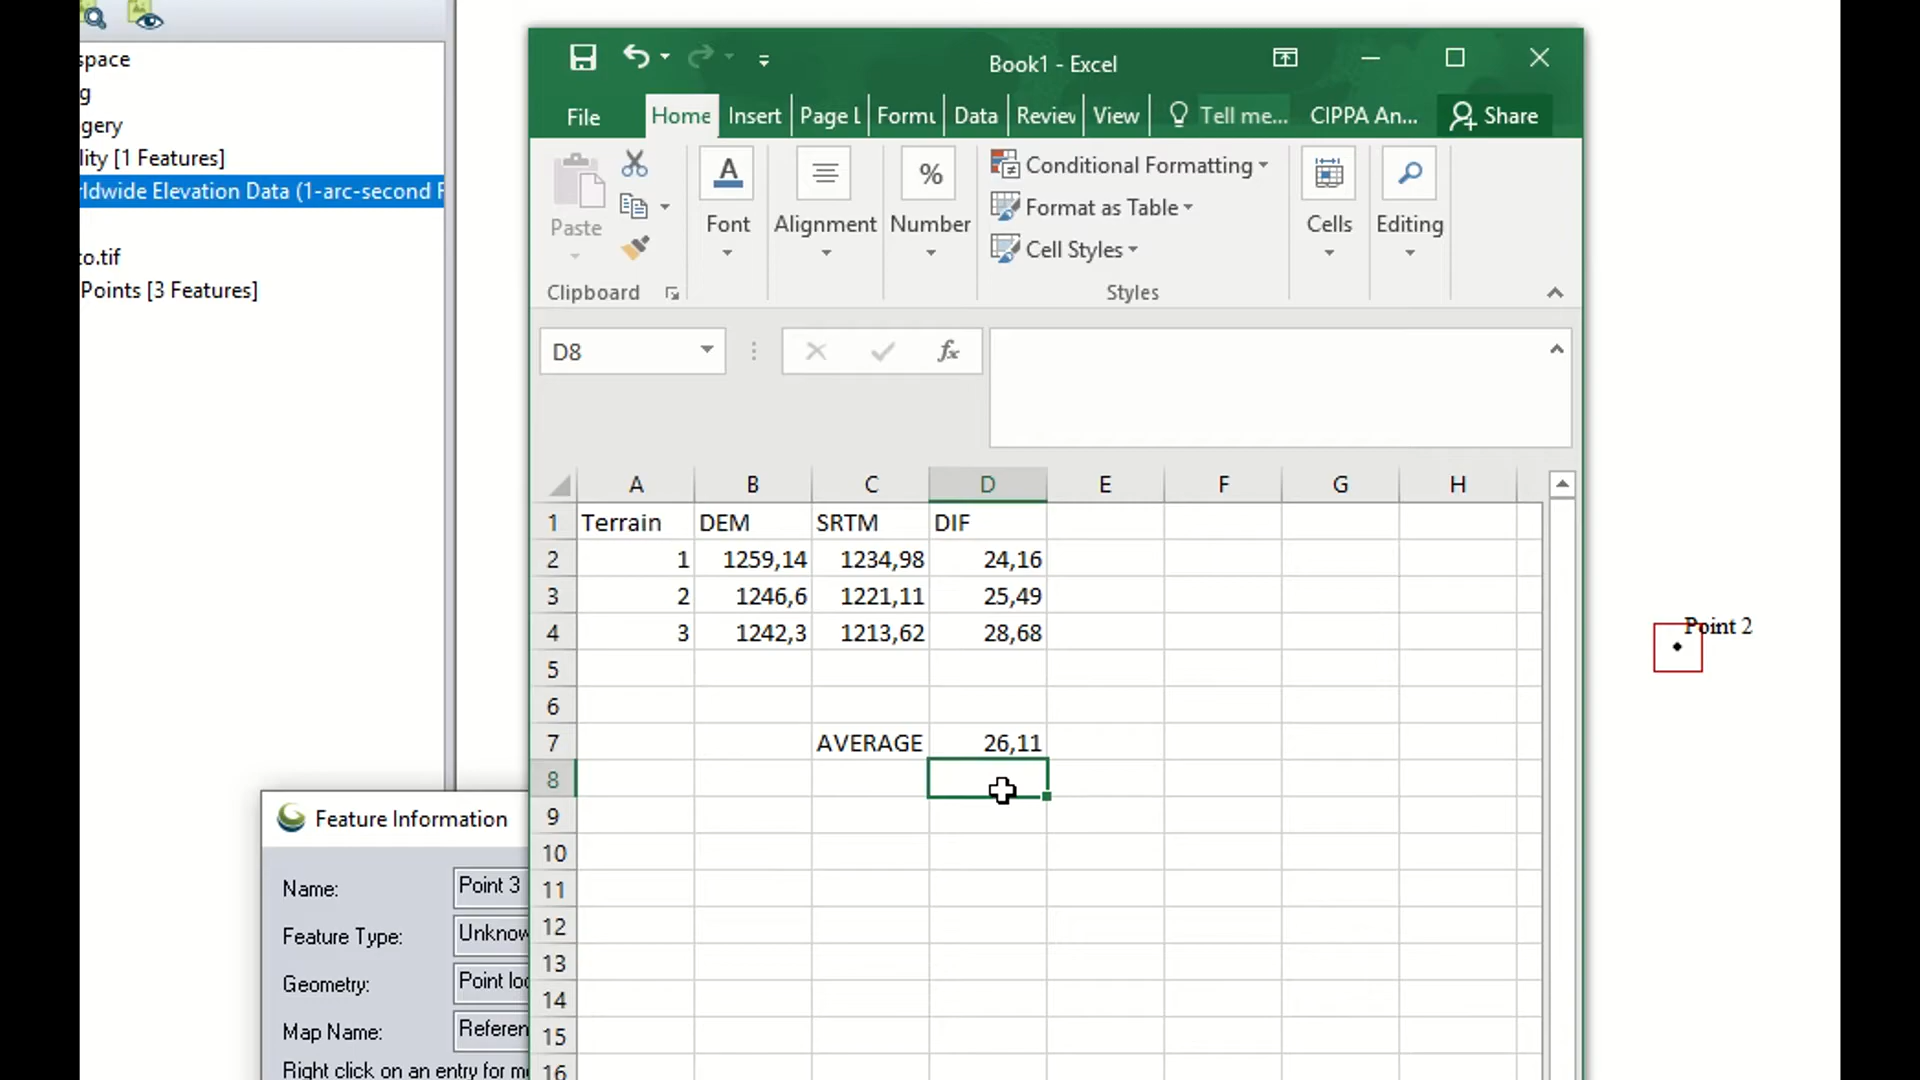 space
g
gery
lity [1 Features]
rldwide Elevation Data (1-arc-second F
to.tif
Points [3 Features]
Book1 - Excel
File
Home
Insert
Page L
Formu
Data
Review
View
Tell me...
CIPPA An...
Share
Paste
Clipboard
A
Font
Alignment
%
Number
Conditional Formatting
Format as Table
Cell Styles
Styles
Cells
Editing
D8
fx
A B C D E F G H
1 Terrain DEM SRTM DIF
2 1 1259,14 1234,98 24,16
3 2 1246,6 1221,11 25,49
4 3 1242,3 1213,62 28,68
5
6
7 AVERAGE 26,11
8
9
10
11
12
13
14
15
16
Point 2
Feature Information
Name: Point 3
Feature Type: Unknow
Geometry: Point loc
Map Name: Referen
Right click on an entry for m